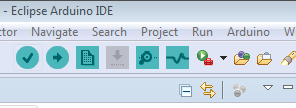 - Eclipse Arduino IDE
ctor Navigate Search Project Run Arduino W